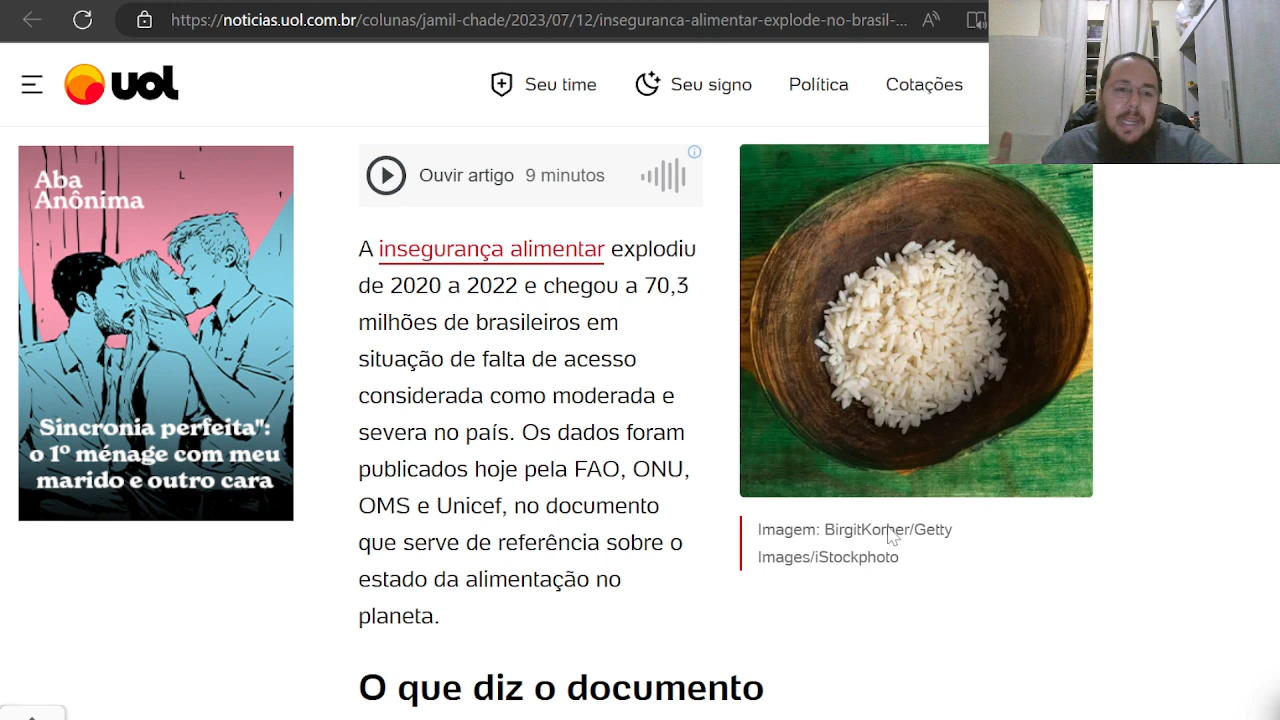 https://noticias.uol.com.br/colunas/jamil-chade/2023/07/12/inseguranca-alimentar-explode-no-brasil-...
uol
Seu time
Seu signo
Política
Cotações
Aba
Anônima
Sincronia perfeita":
o 1º ménage com meu
marido e outro cara
Ouvir artigo 9 minutos
A insegurança alimentar explodiu
de 2020 a 2022 e chegou a 70,3
milhões de brasileiros em
situação de falta de acesso
considerada como moderada e
severa no país. Os dados foram
publicados hoje pela FAO, ONU,
OMS e Unicef, no documento
que serve de referência sobre o
estado da alimentação no
planeta.
Imagem: BirgitKorber/Getty
Images/iStockphoto
O que diz o documento